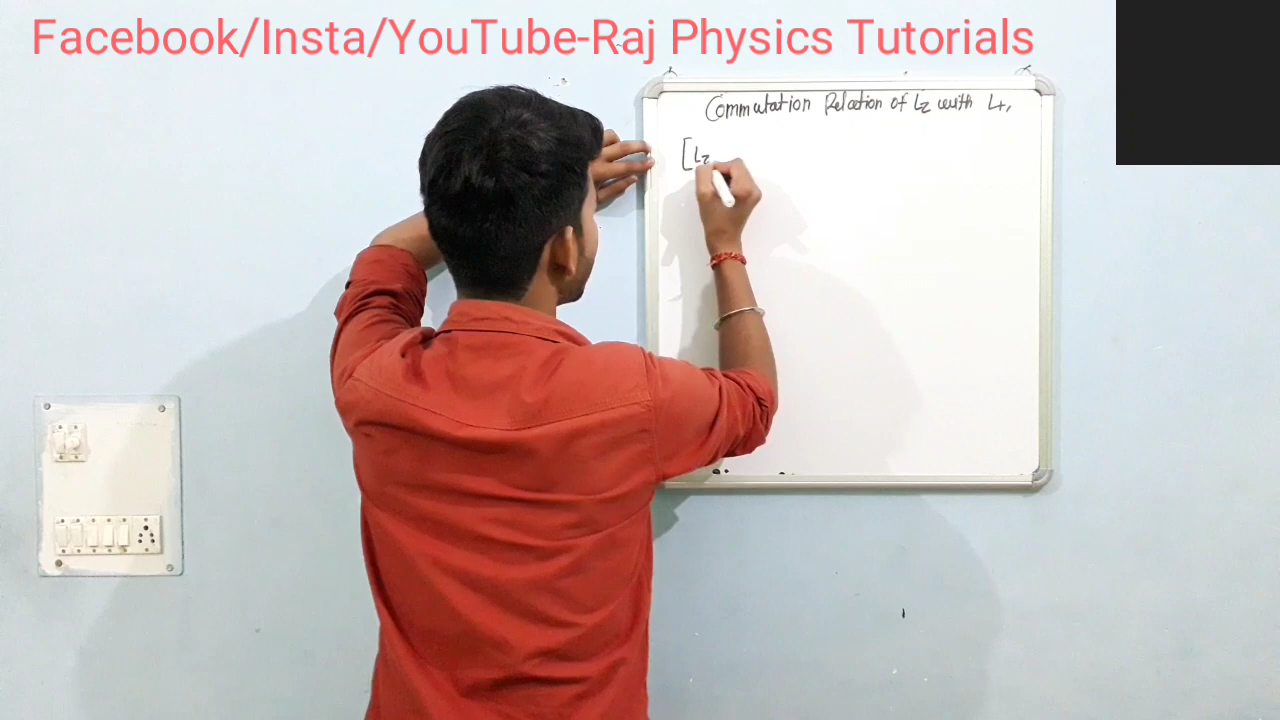 Facebook/Insta/YouTube-Raj Physics Tutorials
Commutation Relation of Lz with L+,
[Lz